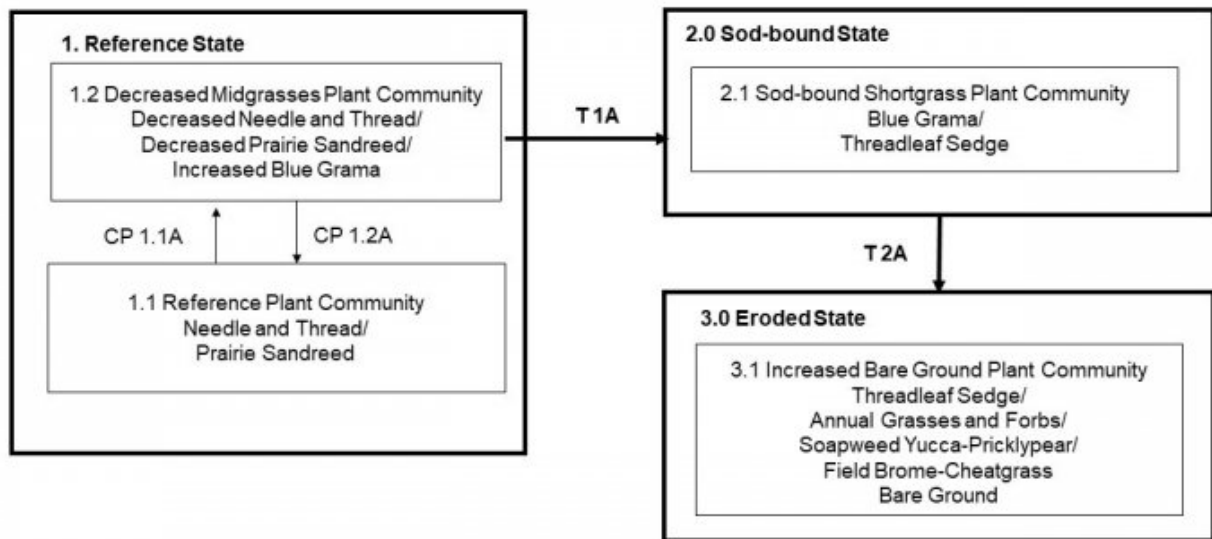 1. Reference State
1.2 Decreased Midgrasses Plant Community
Decreased Needle and Thread/
Decreased Prairie Sandreed/
Increased Blue Grama
CP 1.1A
CP 1.2A
1.1 Reference Plant Community
Needle and Thread/
Prairie Sandreed
T 1A
2.0 Sod-bound State
2.1 Sod-bound Shortgrass Plant Community
Blue Grama/
Threadleaf Sedge
T 2A
3.0 Eroded State
3.1 Increased Bare Ground Plant Community
Threadleaf Sedge/
Annual Grasses and Forbs/
Soapweed Yucca-Pricklypear/
Field Brome-Cheatgrass
Bare Ground